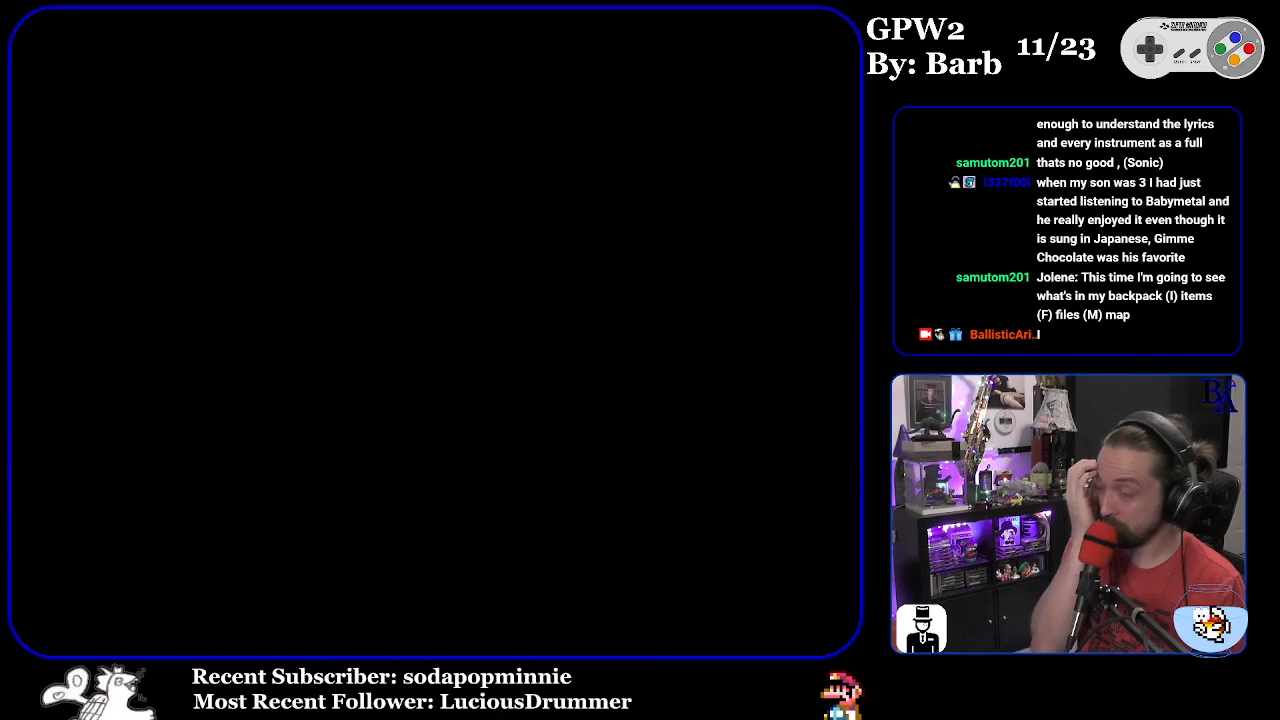 GPW2
By: Barb
11/23
enough to understand the lyrics
and every instrument as a full
samutom201 thats no good , (Sonic)
l337f00l when my son was 3 I had just
started listening to Babymetal and
he really enjoyed it even though it
is sung in Japanese, Gimme
Chocolate was his favorite
samutom201 Jolene: This time I'm going to see
what's in my backpack (I) items
(F) files (M) map
BallisticAri.. I
Recent Subscriber: sodapopminnie
Most Recent Follower: LuciousDrummer